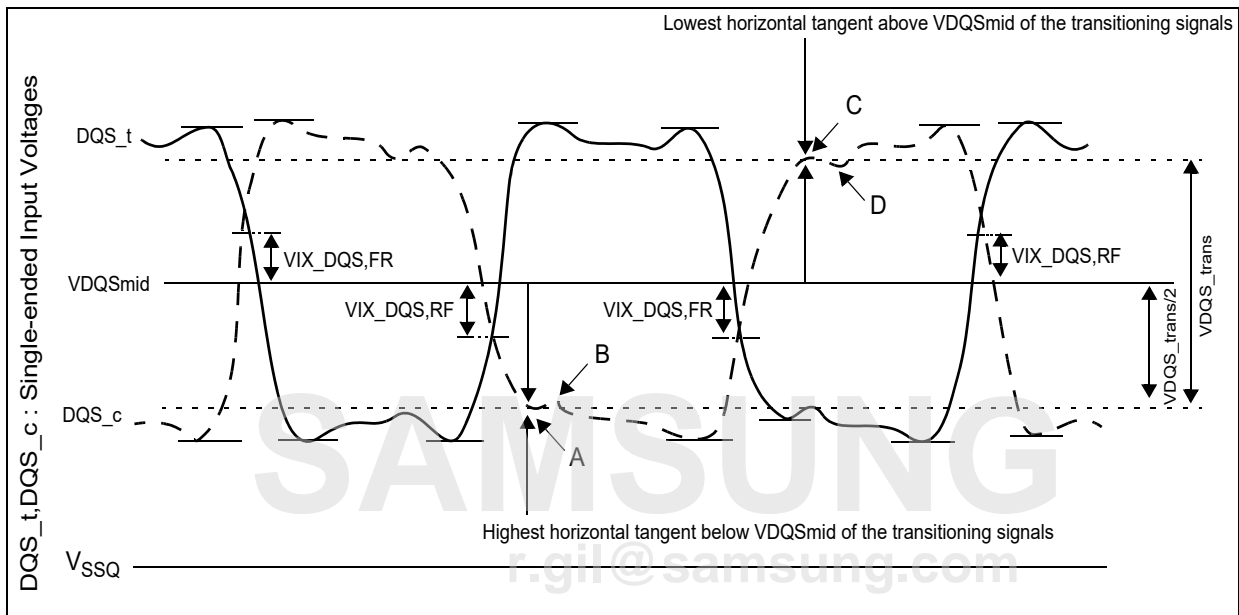 Lowest horizontal tangent above VDQSmid of the transitioning signals
DQS_t,DQS_c : Single-ended Input Voltages
DQS_t
C
D
VIX_DQS,FR
VIX_DQS,RF
VDQSmid
VIX_DQS,RF
VIX_DQS,FR
VDQS_trans/2
VDQS_trans
B
DQS_c
A
SAMSUNG
Highest horizontal tangent below VDQSmid of the transitioning signals
VSSQ
r.gil@samsung.com